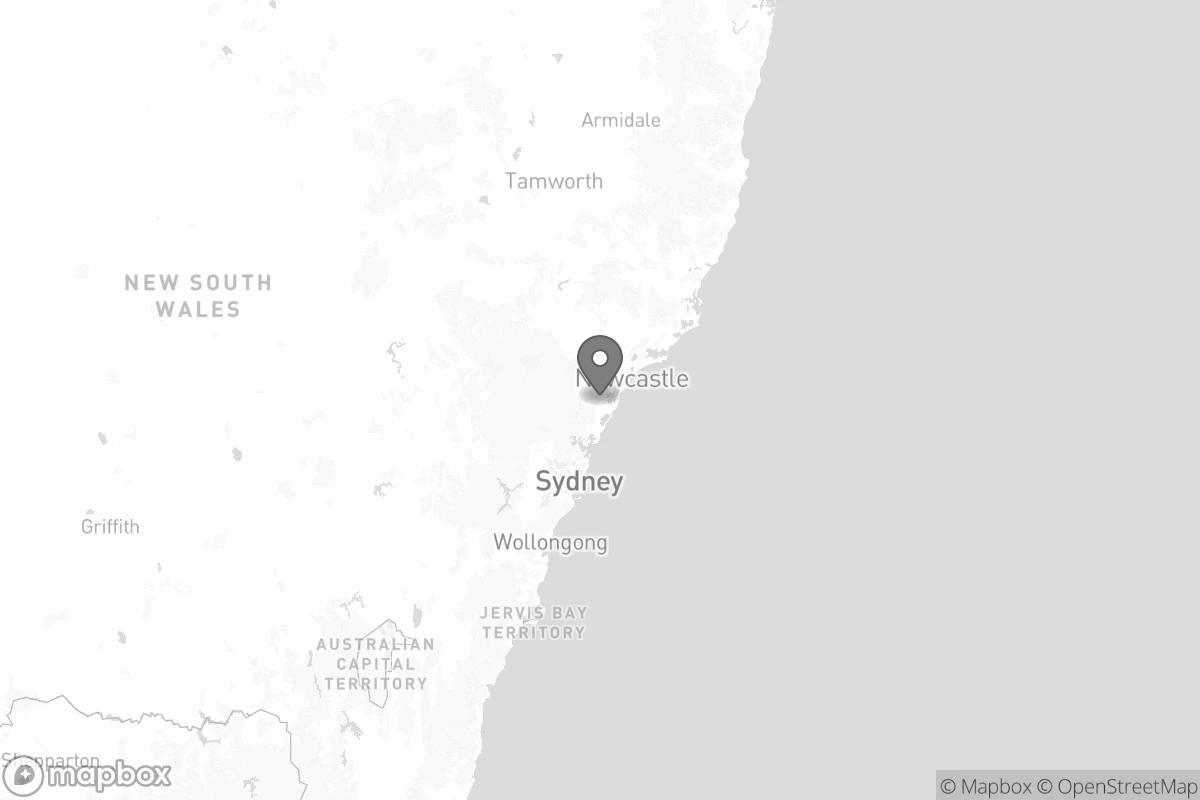 Armidale
Tamworth
NEW SOUTH
WALES
Newcastle
Sydney
Griffith
Wollongong
JERVIS BAY
TERRITORY
AUSTRALIAN
CAPITAL
TERRITORY
Shepparton
mapbox
© Mapbox © OpenStreetMap